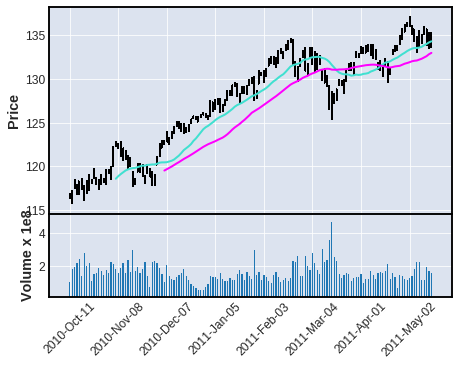 135
130
125
120
115
Price
4
2
Volume x 1e8
2010-Oct-11
2010-Nov-08
2010-Dec-07
2011-Jan-05
2011-Feb-03
2011-Mar-04
2011-Apr-01
2011-May-02